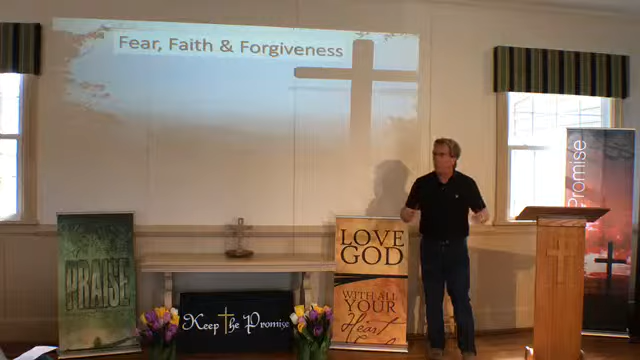 Fear, Faith & Forgiveness
PRAISE
Keep the Promise
LOVE
GOD
WITH ALL
YOUR
Heart
Promise